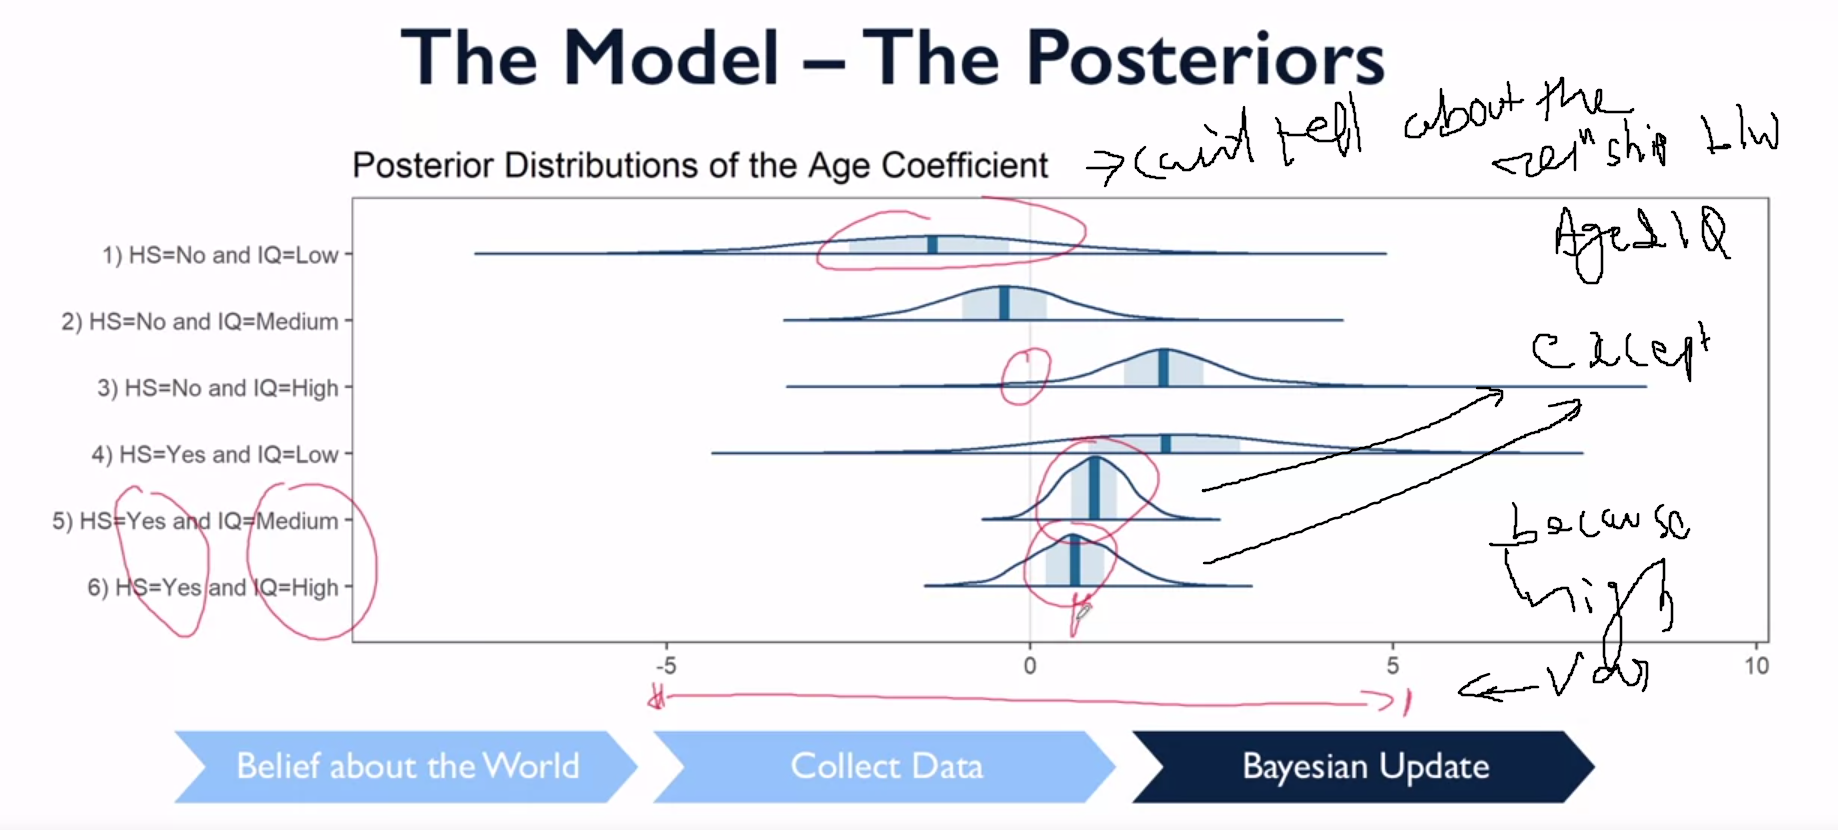 The Model – The Posteriors
→ can't tell about the
relⁿship b/w
Age & IQ
Posterior Distributions of the Age Coefficient
1) HS=No and IQ=Low
2) HS=No and IQ=Medium
3) HS=No and IQ=High
except
4) HS=Yes and IQ=Low
5) HS=Yes and IQ=Medium
because
6) HS=Yes and IQ=High
high
-5 0 5 10
← var
Belief about the World Collect Data Bayesian Update